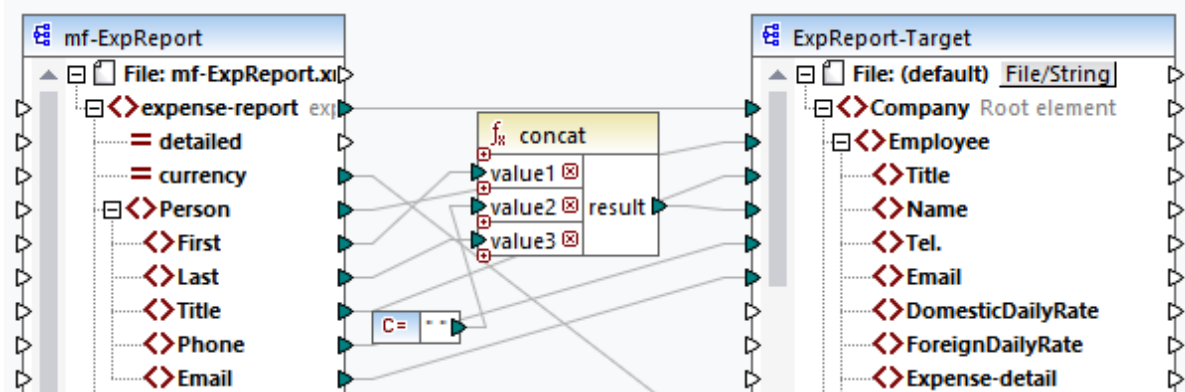 mf-ExpReport
File: mf-ExpReport.x
expense-report
detailed
currency
Person
First
Last
Title
Phone
Email
fx concat
value1
value2
value3
result
C= " "
ExpReport-Target
File: (default) File/String
Company Root element
Employee
Title
Name
Tel.
Email
DomesticDailyRate
ForeignDailyRate
Expense-detail